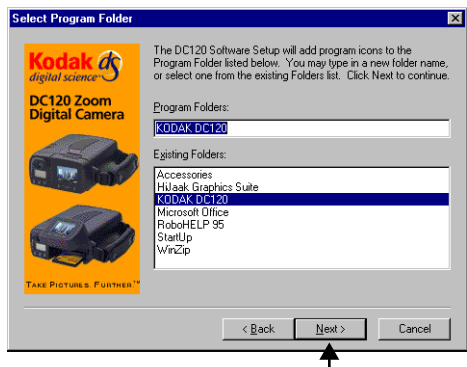 Select Program Folder
Kodak ds
digital science
DC120 Zoom
Digital Camera
TAKE PICTURES. FURTHER.™
The DC120 Software Setup will add program icons to the
Program Folder listed below. You may type in a new folder name,
or select one from the existing Folders list. Click Next to continue.
Program Folders:
KODAK DC120
Existing Folders:
Accessories
HiJaak Graphics Suite
KODAK DC120
Microsoft Office
RoboHELP 95
StartUp
WinZip
< Back
Next >
Cancel